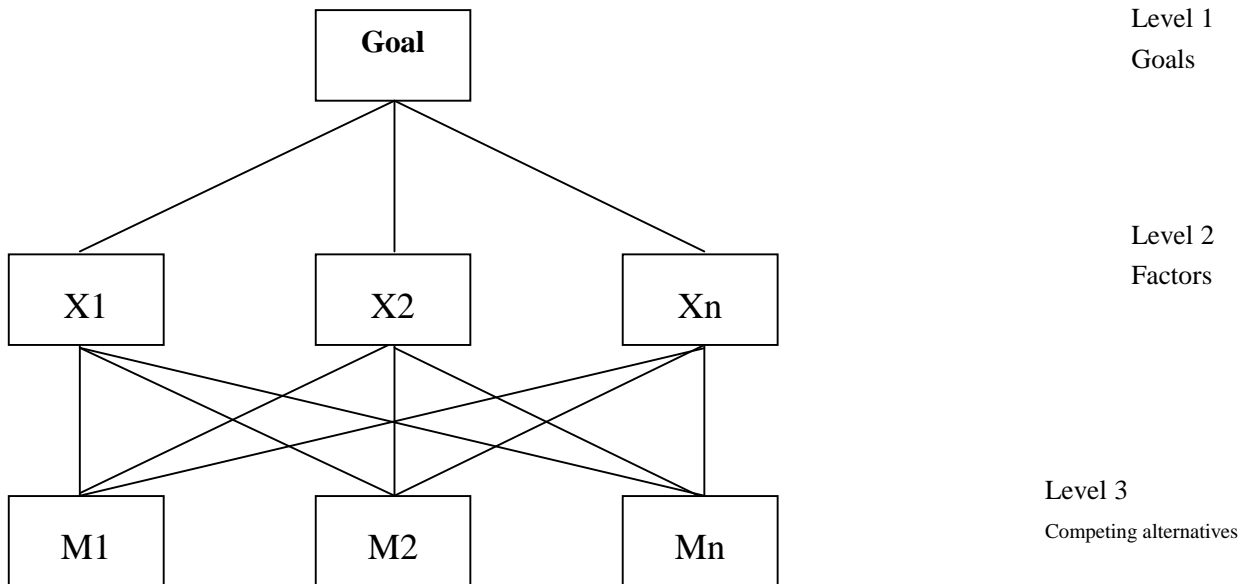 Goal
Level 1
Goals
X1 X2 Xn
Level 2
Factors
M1 M2 Mn
Level 3
Competing alternatives